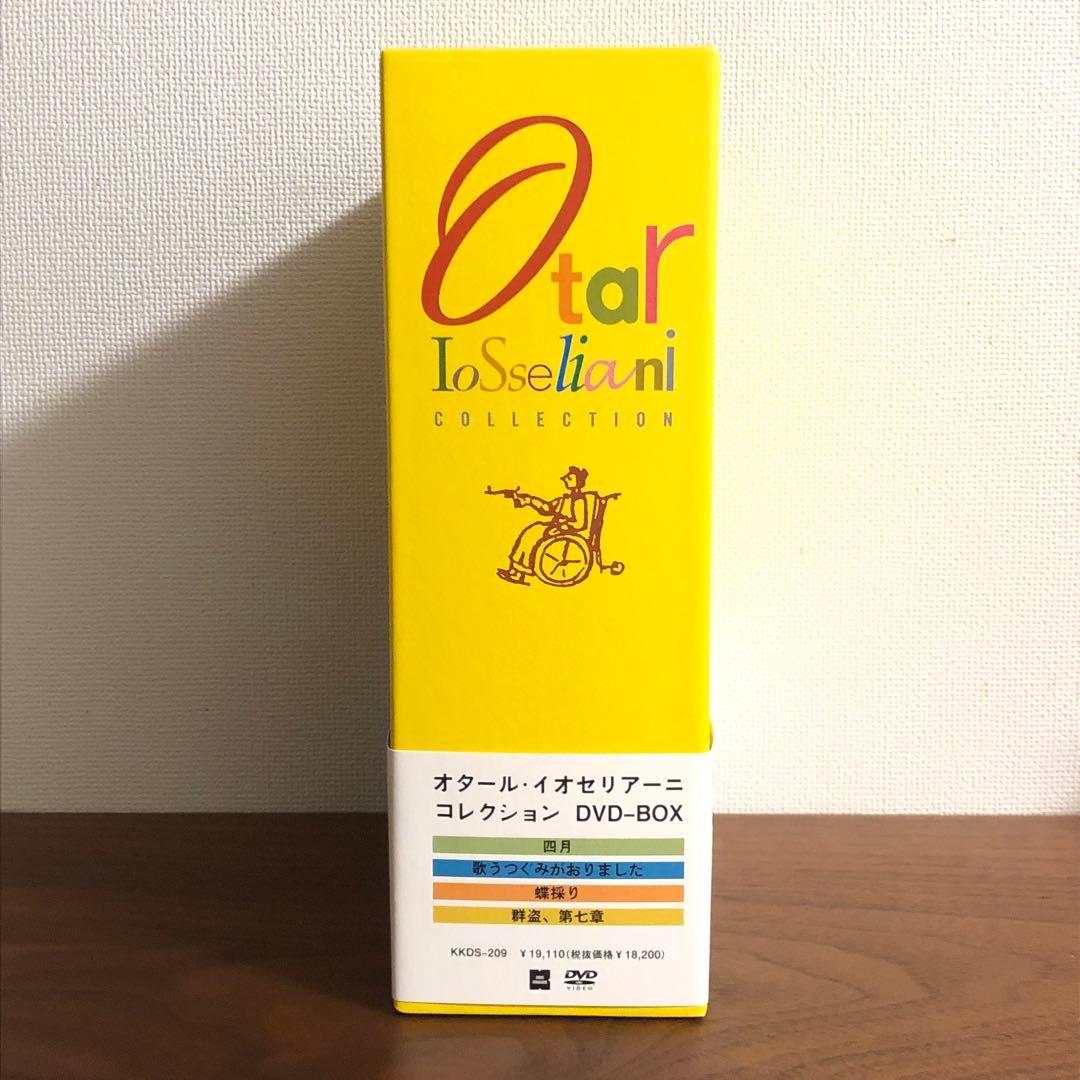 Otar
IoSseliani
COLLECTION
オタール・イオセリアーニ
コレクション DVD-BOX
四月
歌うつぐみがおりました
蝶採り
群盗、第七章
KKDS-209 ¥19,110(税抜価格¥18,200)
DVD
VIDEO